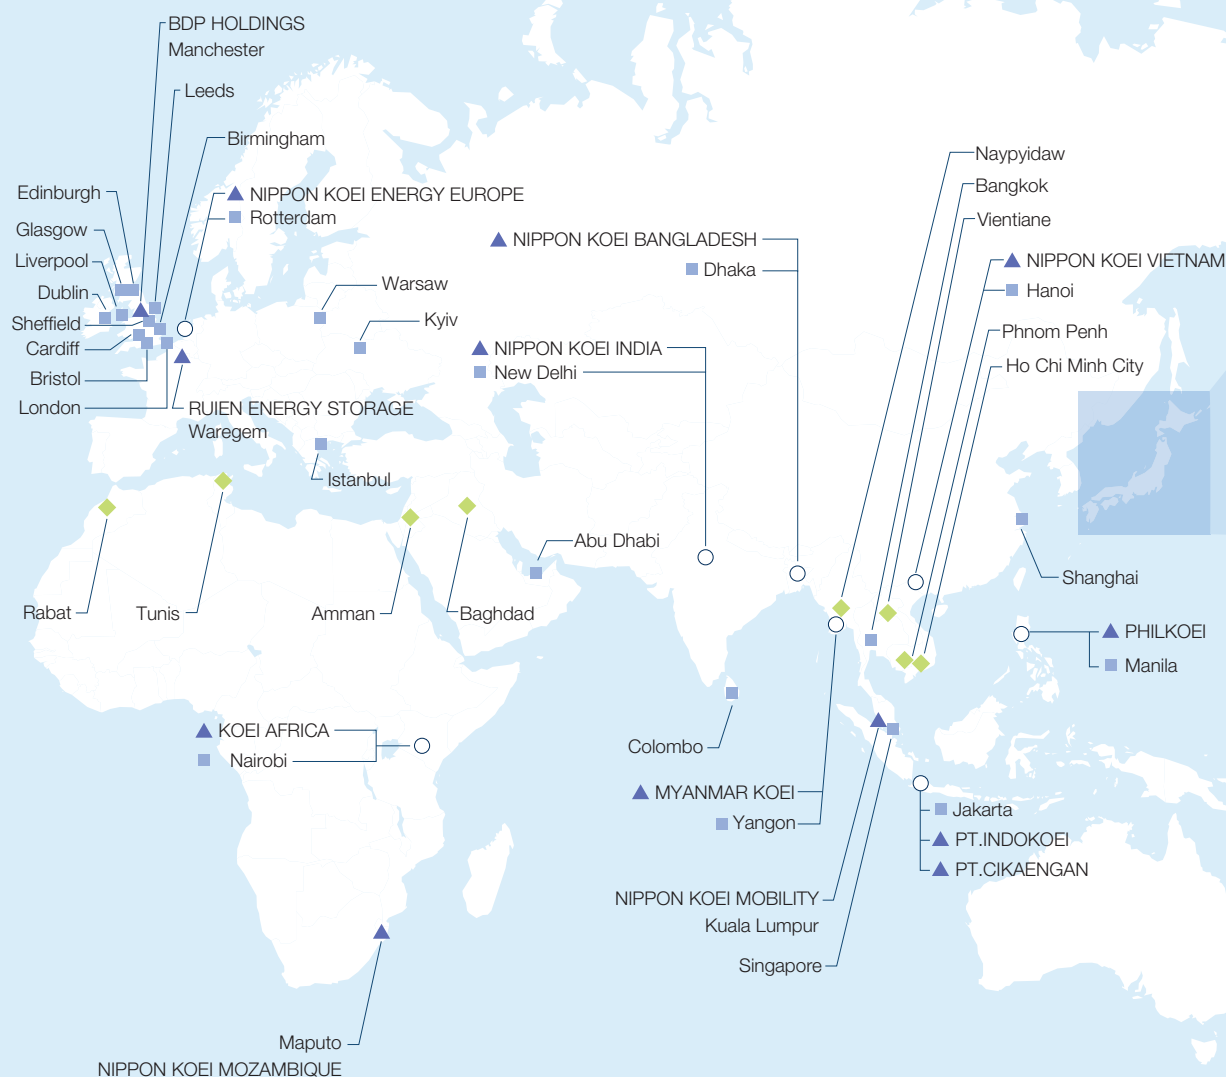 BDP HOLDINGS
Manchester
Leeds
Birmingham
Edinburgh
NIPPON KOEI ENERGY EUROPE
Rotterdam
Glasgow
Liverpool
Dublin
Sheffield
Cardiff
Bristol
London
Warsaw
Kyiv
RUIEN ENERGY STORAGE
Waregem
Istanbul
NIPPON KOEI BANGLADESH
Dhaka
NIPPON KOEI INDIA
New Delhi
Naypyidaw
Bangkok
Vientiane
NIPPON KOEI VIETNAM
Hanoi
Phnom Penh
Ho Chi Minh City
Abu Dhabi
Shanghai
Rabat
Tunis
Amman
Baghdad
PHILKOEI
Manila
KOEI AFRICA
Nairobi
Colombo
MYANMAR KOEI
Yangon
Jakarta
PT.INDOKOEI
PT.CIKAENGAN
NIPPON KOEI MOBILITY
Kuala Lumpur
Singapore
Maputo
NIPPON KOEI MOZAMBIQUE